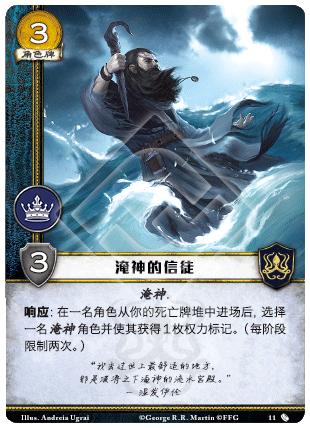 3
角色牌
3
淹神的信徒
淹神.
响应: 在一名角色从你的死亡牌堆中进场后, 选择
一名淹神角色并使其获得1枚权力标记。(每阶段
限制两次。)
“我去过世上最舒适的地方,
那是波涛之下淹神的流水宫殿。”
—湿发伊伦
Illus. Andreia Ugrai
©George R.R. Martin ©FFG
11